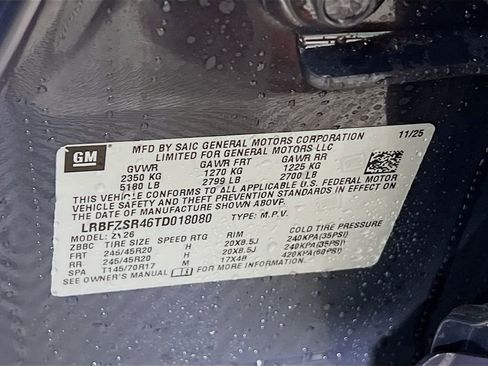 GM
MFD BY SAIC GENERAL MOTORS CORPORATION
LIMITED FOR GENERAL MOTORS LLC
11/25
GVWR GAWR FRT GAWR RR
2350 KG 1270 KG 1225 KG
5180 LB 2799 LB 2700 LB
THIS VEHICLE CONFORMS TO ALL APPLICABLE U.S. FEDERAL MOTOR
VEHICLE SAFETY AND THEFT PREVENTION STANDARDS IN EFFECT
ON THE DATE OF MANUFACTURE SHOWN ABOVE.
LRBFZSR46TD018080 TYPE: M.P.V.
MODEL:
ZBBC TIRE SIZE SPEED RTG RIM COLD TIRE PRESSURE
FRT 245/45R20 H 20X8.5J 240KPA(35PSI)
RR 245/45R20 H 20X8.5J 240KPA(35PSI)
SPA T145/70R17 M 17X4B 420KPA(60PSI)
SEE OWNER'S MANUAL FOR ADDITIONAL INFORMATION.